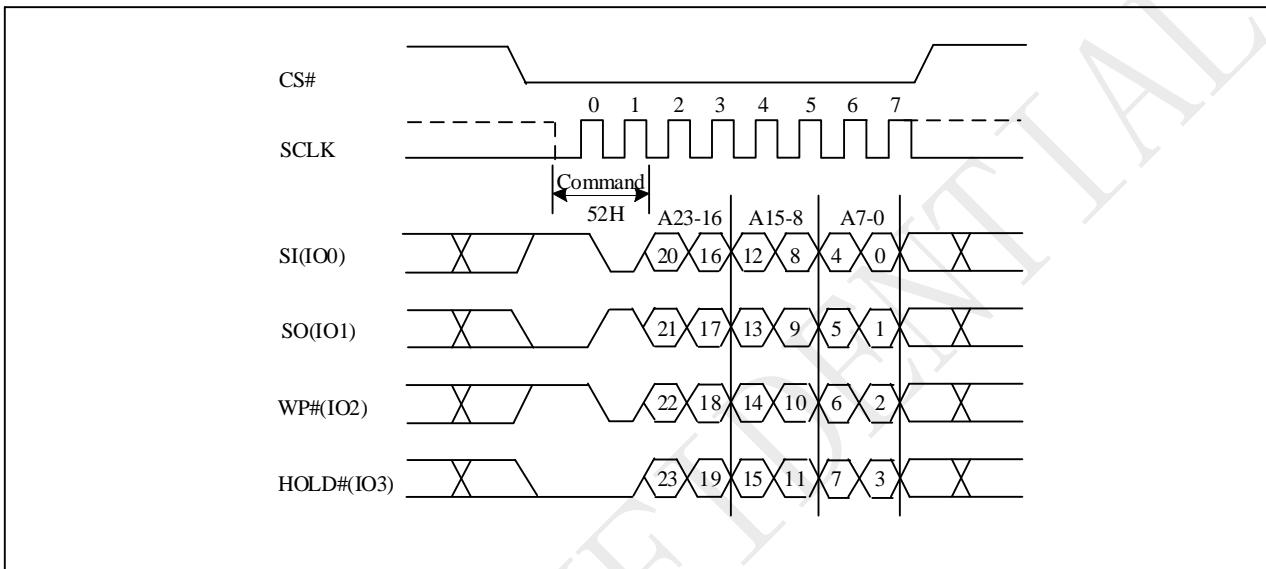 CS#
0 1 2 3 4 5 6 7
SCLK
Command
52H
A23-16 A15-8 A7-0
SI(IO0) 20 16 12 8 4 0
SO(IO1) 21 17 13 9 5 1
WP#(IO2) 22 18 14 10 6 2
HOLD#(IO3) 23 19 15 11 7 3
FIDENTIAL